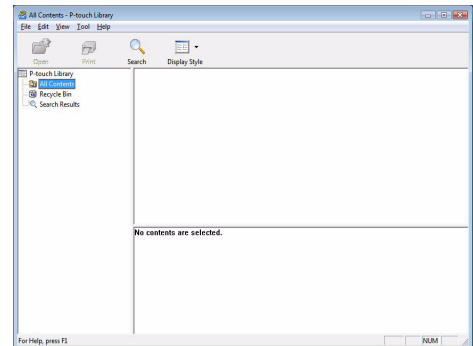 All Contents - P-touch Library
File Edit View Tool Help
Open Print Search Display Style
P-touch Library
All Contents
Recycle Bin
Search Results
No contents are selected.
For Help, press F1 NUM